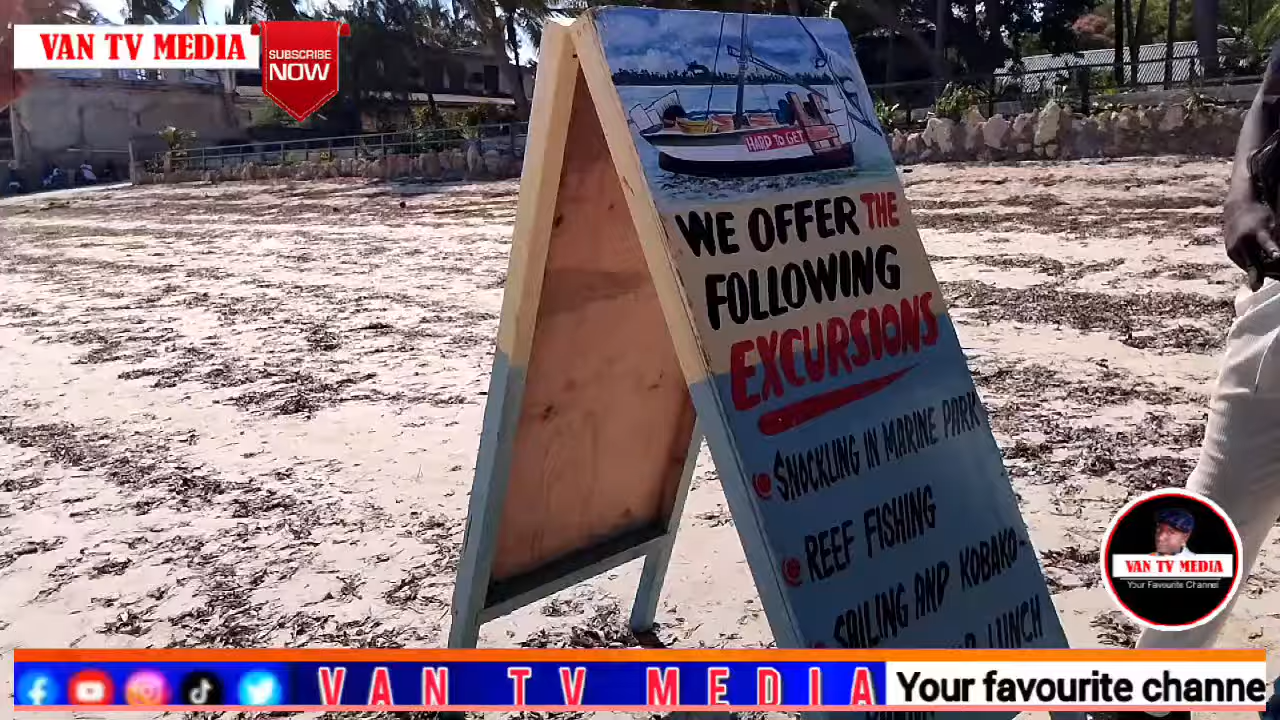 VAN TV MEDIA
SUBSCRIBE
NOW
HARD TO GET
WE OFFER THE
FOLLOWING
EXCURSIONS
SNOCKLING IN MARINE PARK
REEF FISHING
SAILING AND KOBAKO-
LUNCH
VAN TV MEDIA
Your Favourite Channel
VAN TV MEDIA
Your favourite channe